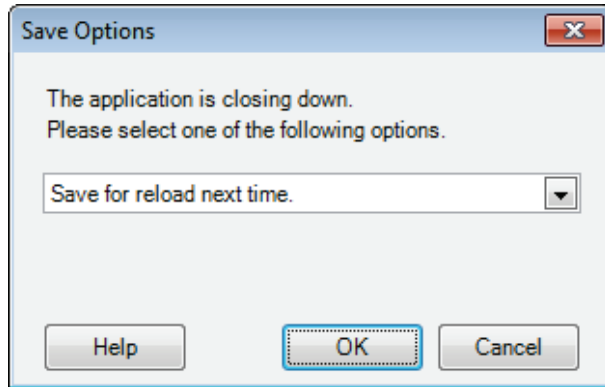 Save Options
The application is closing down.
Please select one of the following options.
Save for reload next time.
Help
OK
Cancel